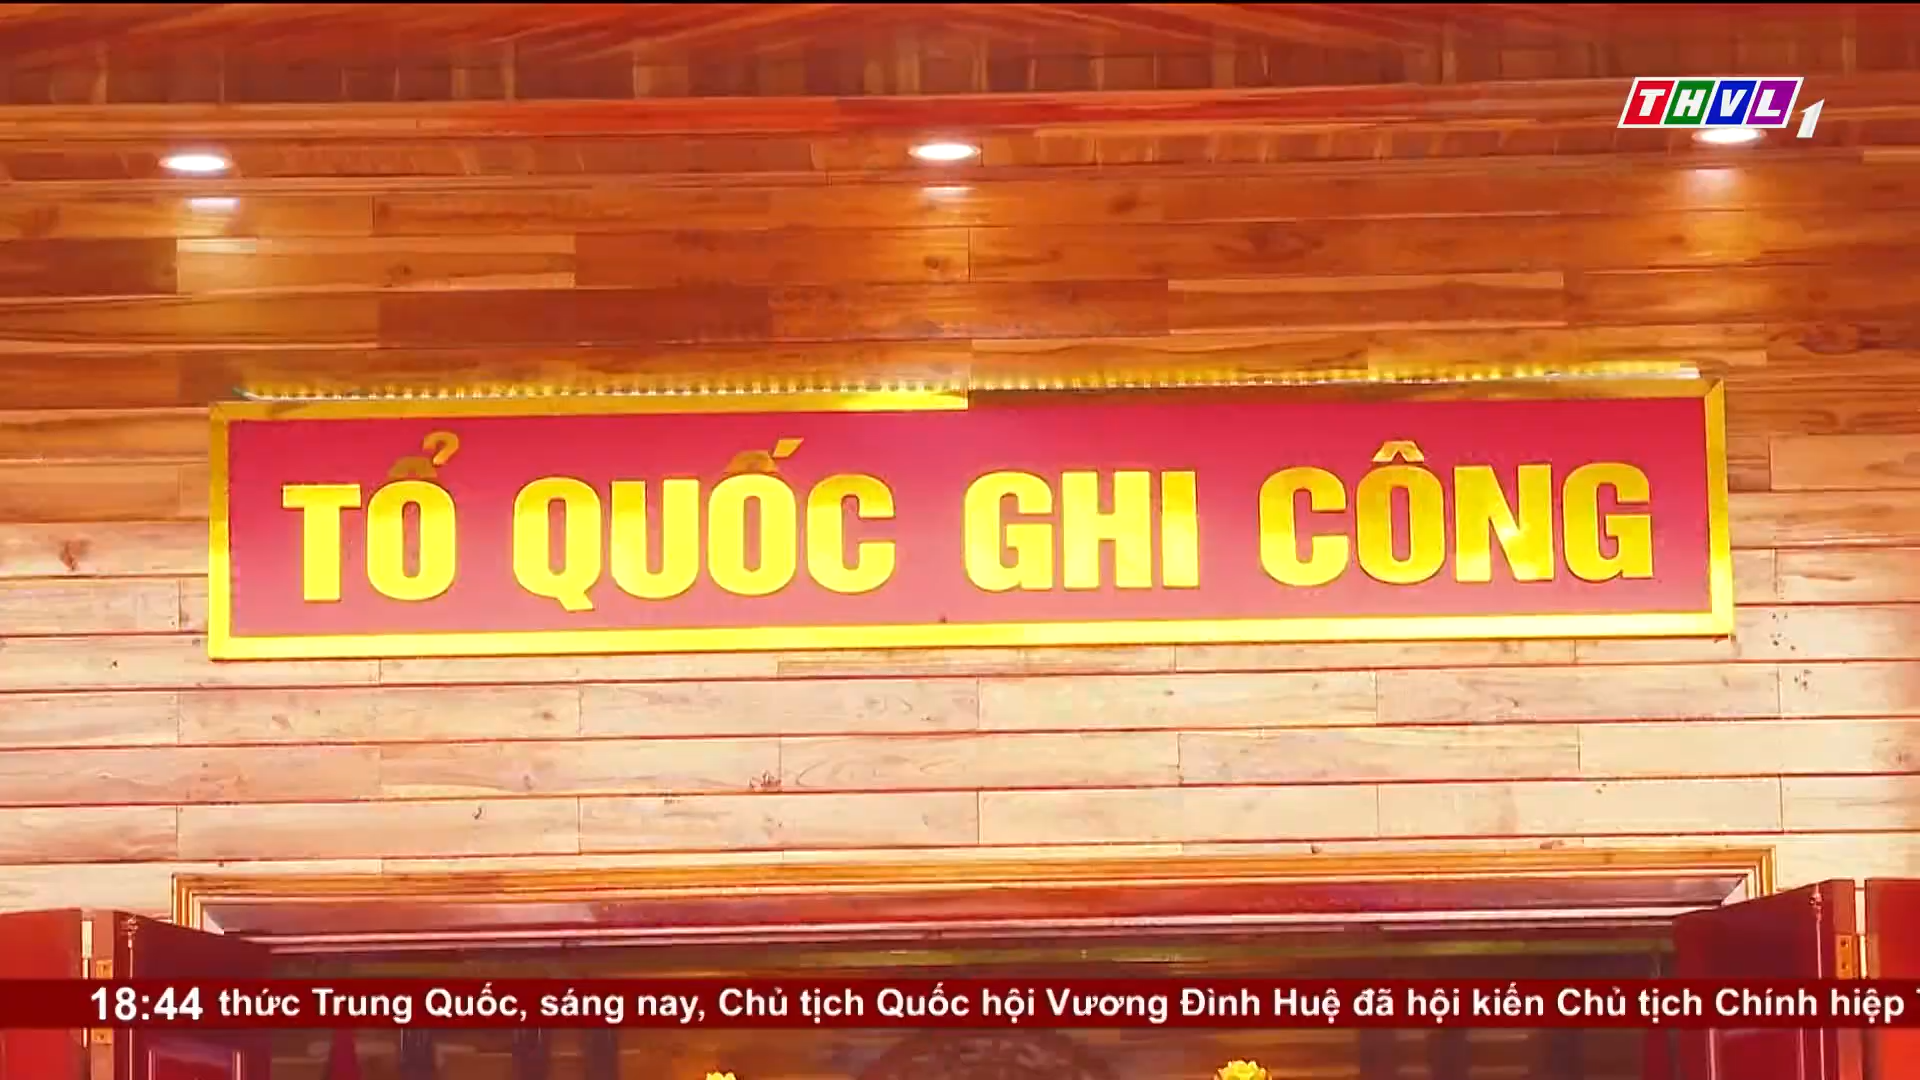 THVL1
TỔ QUỐC GHI CÔNG
18:44 thức Trung Quốc, sáng nay, Chủ tịch Quốc hội Vương Đình Huệ đã hội kiến Chủ tịch Chính hiệp